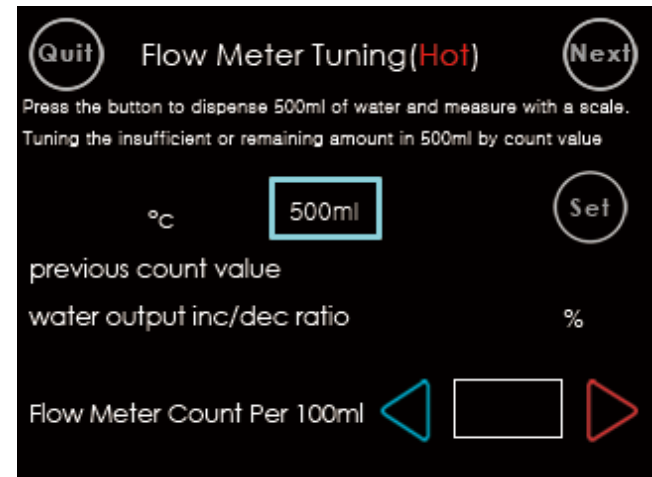 Quit Flow Meter Tuning(Hot) Next
Press the button to dispense 500ml of water and measure with a scale.
Tuning the insufficient or remaining amount in 500ml by count value
°c 500ml Set
previous count value
water output inc/dec ratio %
Flow Meter Count Per 100ml